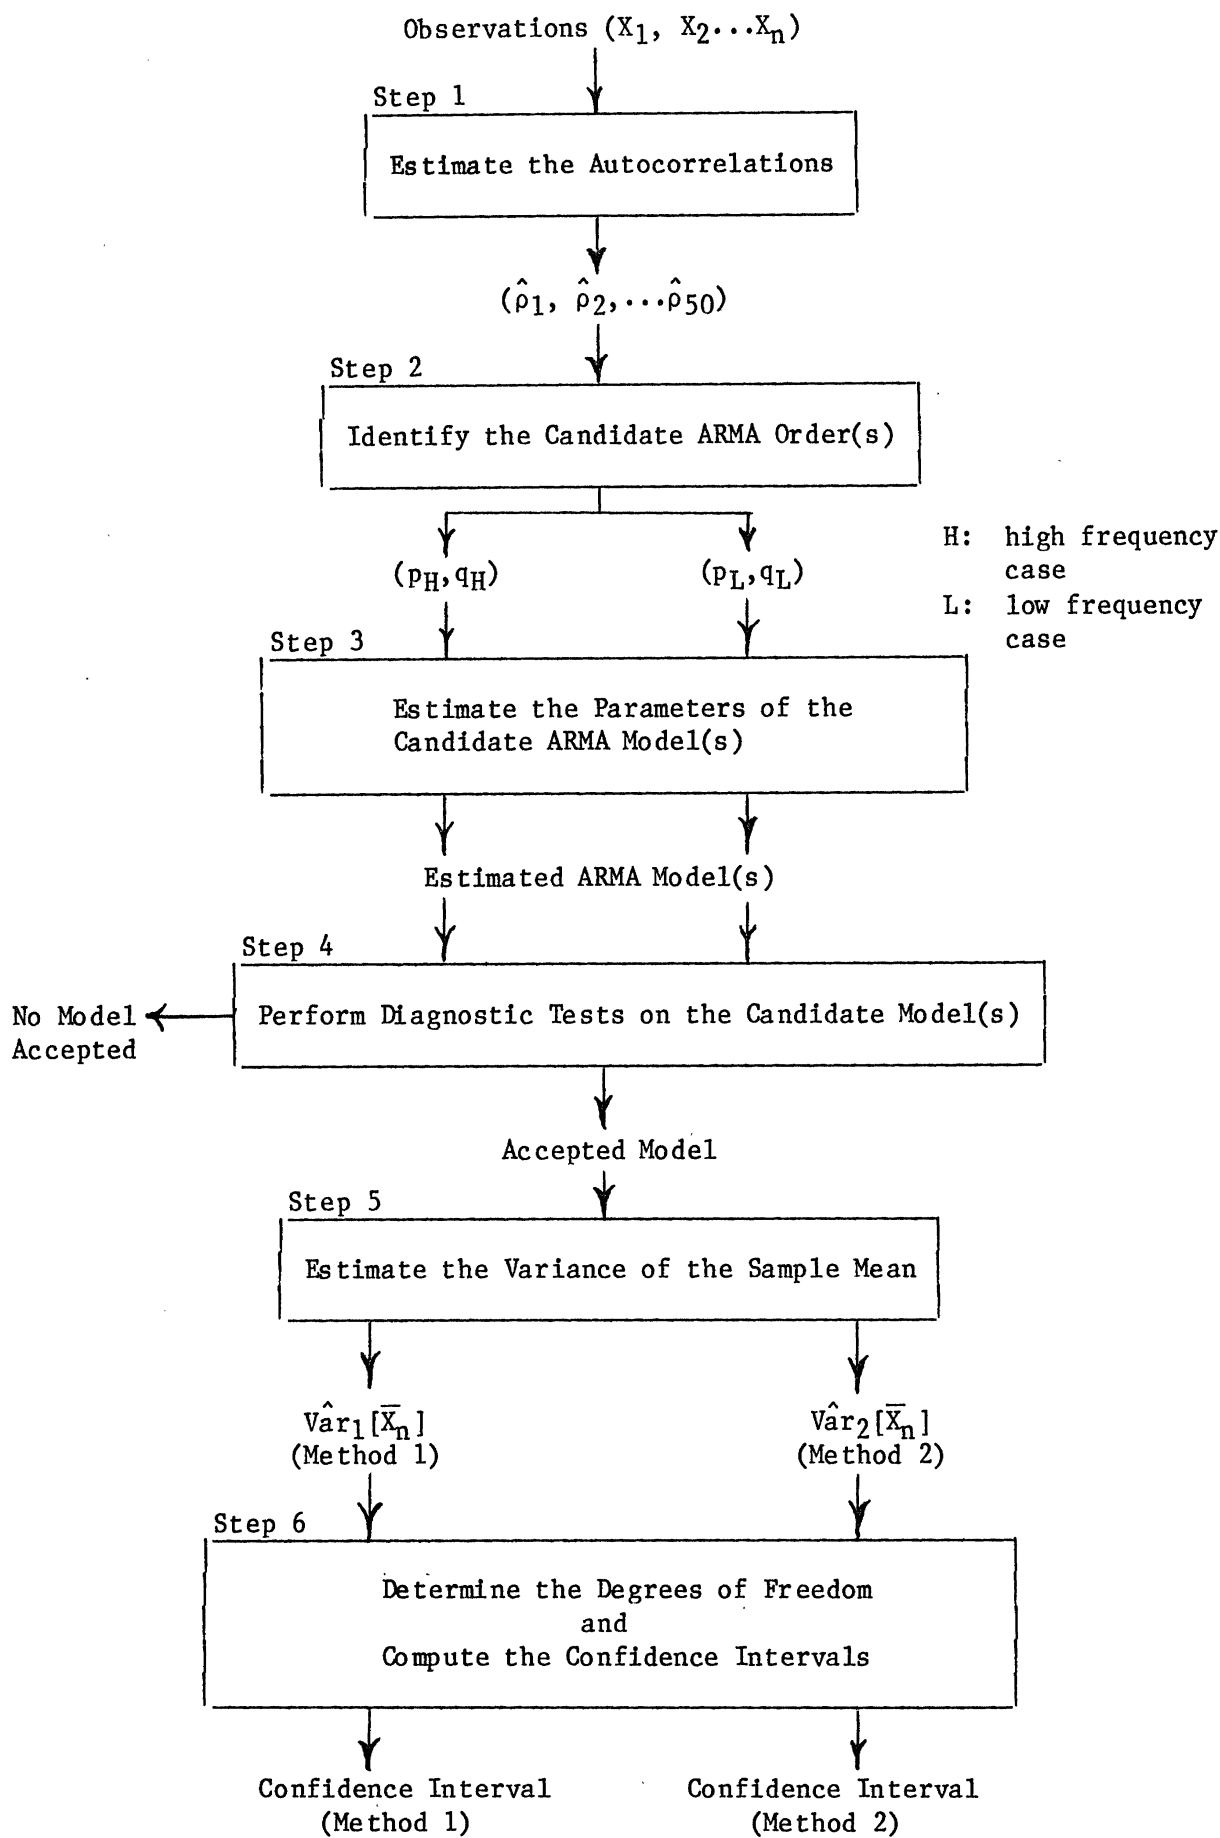 Observations (X1, X2...Xn)
Step 1
Estimate the Autocorrelations
(ρ̂1, ρ̂2,...ρ̂50)
Step 2
Identify the Candidate ARMA Order(s)
(pH,qH)
(pL,qL)
H: high frequency
case
L: low frequency
case
Step 3
Estimate the Parameters of the
Candidate ARMA Model(s)
Estimated ARMA Model(s)
Step 4
No Model
Accepted
Perform Diagnostic Tests on the Candidate Model(s)
Accepted Model
Step 5
Estimate the Variance of the Sample Mean
Vâr1[X̄n]
(Method 1)
Vâr2[X̄n]
(Method 2)
Step 6
Determine the Degrees of Freedom
and
Compute the Confidence Intervals
Confidence Interval
(Method 1)
Confidence Interval
(Method 2)